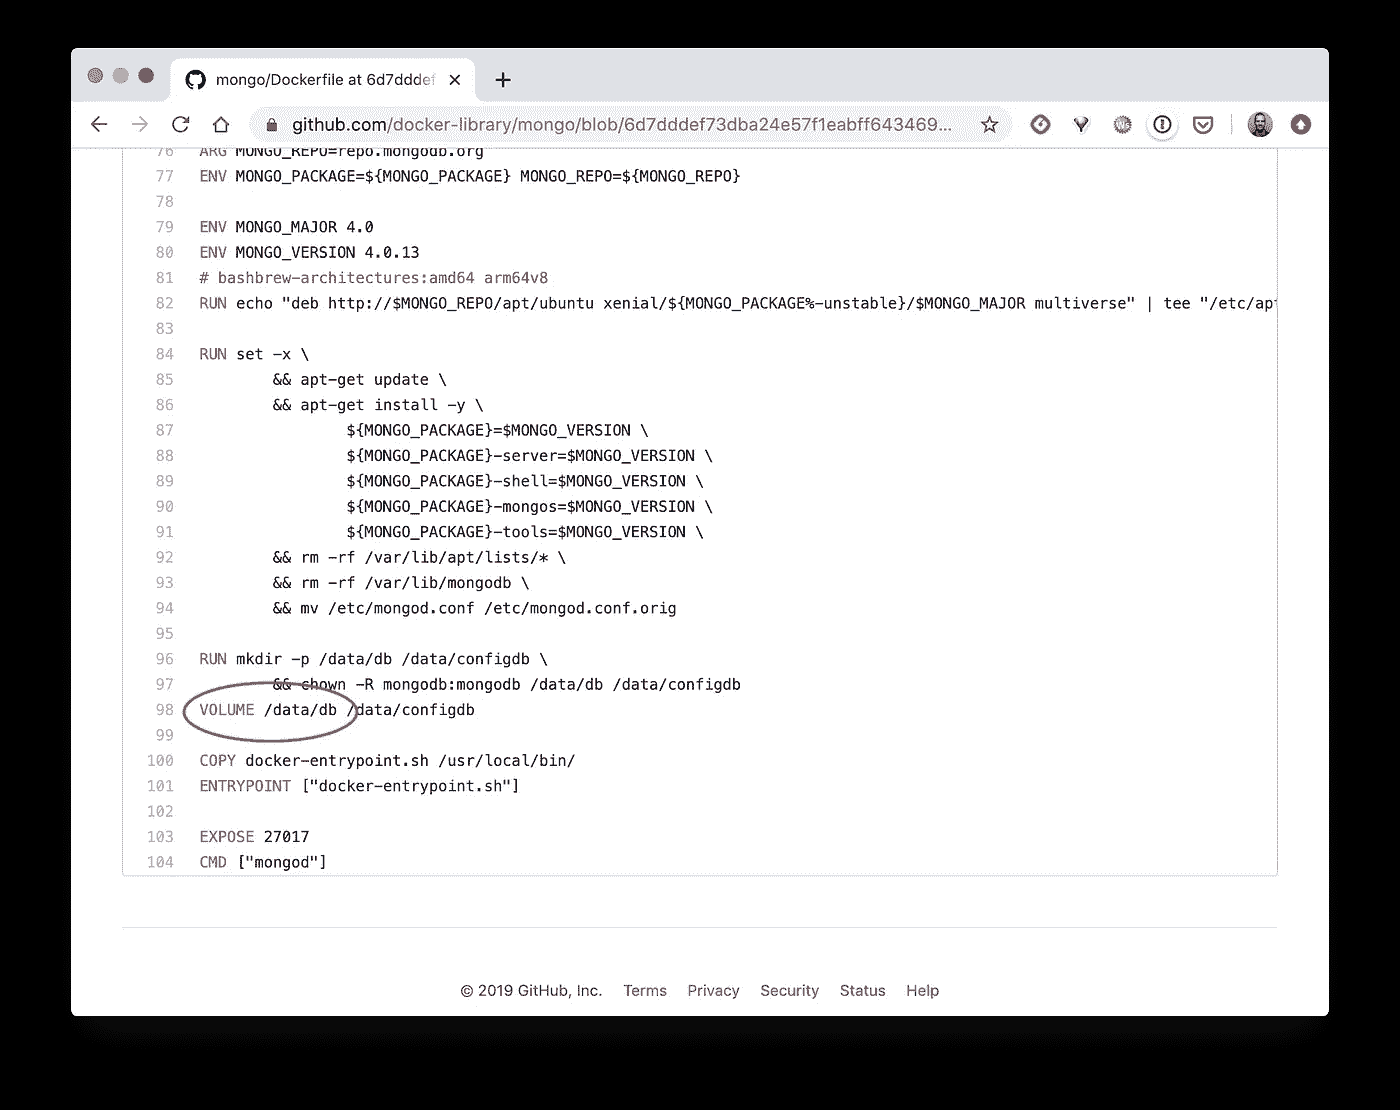 mongo/Dockerfile at 6d7dddef
github.com/docker-library/mongo/blob/6d7dddef73dba24e57f1eabff643469...
76 ARG MONGO_REPO=repo.mongodb.org
77 ENV MONGO_PACKAGE=${MONGO_PACKAGE} MONGO_REPO=${MONGO_REPO}
78
79 ENV MONGO_MAJOR 4.0
80 ENV MONGO_VERSION 4.0.13
81 # bashbrew-architectures:amd64 arm64v8
82 RUN echo "deb http://$MONGO_REPO/apt/ubuntu xenial/${MONGO_PACKAGE%-unstable}/$MONGO_MAJOR multiverse" | tee "/etc/apt
83
84 RUN set -x \
85 && apt-get update \
86 && apt-get install -y \
87 ${MONGO_PACKAGE}=$MONGO_VERSION \
88 ${MONGO_PACKAGE}-server=$MONGO_VERSION \
89 ${MONGO_PACKAGE}-shell=$MONGO_VERSION \
90 ${MONGO_PACKAGE}-mongos=$MONGO_VERSION \
91 ${MONGO_PACKAGE}-tools=$MONGO_VERSION \
92 && rm -rf /var/lib/apt/lists/* \
93 && rm -rf /var/lib/mongodb \
94 && mv /etc/mongod.conf /etc/mongod.conf.orig
95
96 RUN mkdir -p /data/db /data/configdb \
97 && chown -R mongodb:mongodb /data/db /data/configdb
98 VOLUME /data/db /data/configdb
99
100 COPY docker-entrypoint.sh /usr/local/bin/
101 ENTRYPOINT ["docker-entrypoint.sh"]
102
103 EXPOSE 27017
104 CMD ["mongod"]
© 2019 GitHub, Inc. Terms Privacy Security Status Help